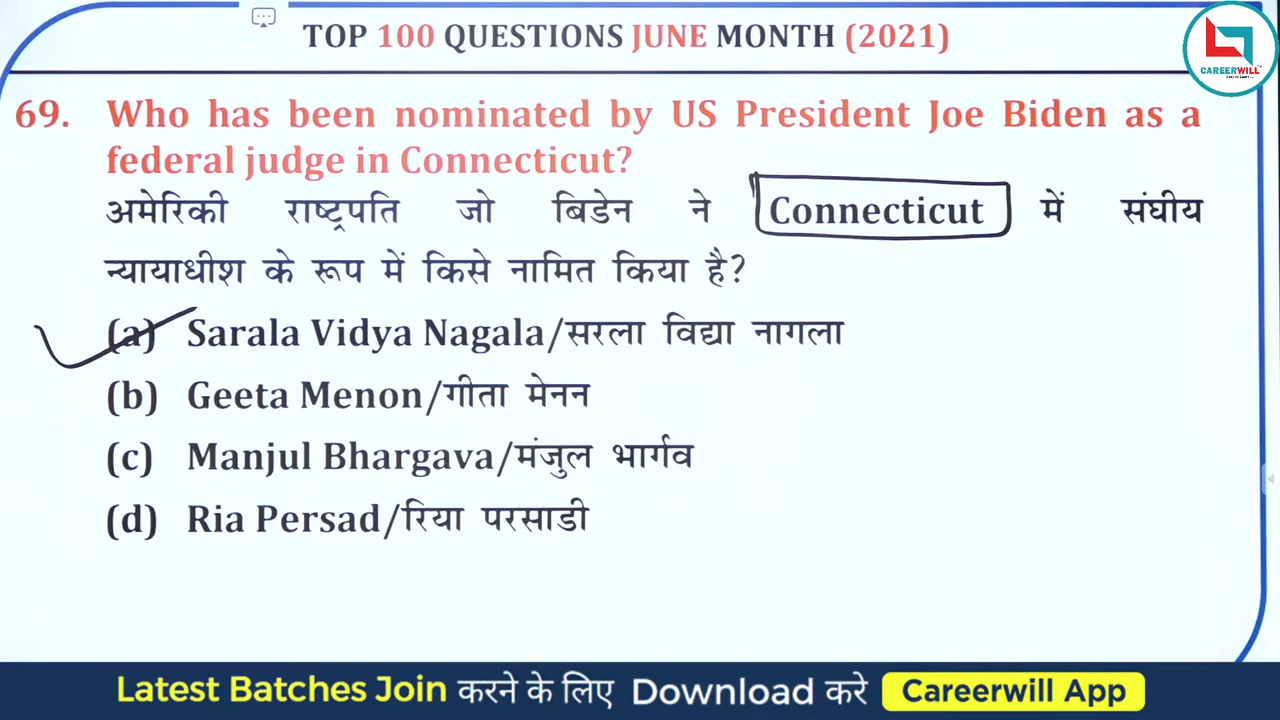 TOP 100 QUESTIONS JUNE MONTH (2021)
CAREERWILL
69. Who has been nominated by US President Joe Biden as a
federal judge in Connecticut?
अमेरिकी राष्ट्रपति जो बिडेन ने Connecticut में संघीय
न्यायाधीश के रूप में किसे नामित किया है?
(a) Sarala Vidya Nagala/सरला विद्या नागला
(b) Geeta Menon/गीता मेनन
(c) Manjul Bhargava/मंजुल भार्गव
(d) Ria Persad/रिया परसाडी
Latest Batches Join करने के लिए Download करे Careerwill App